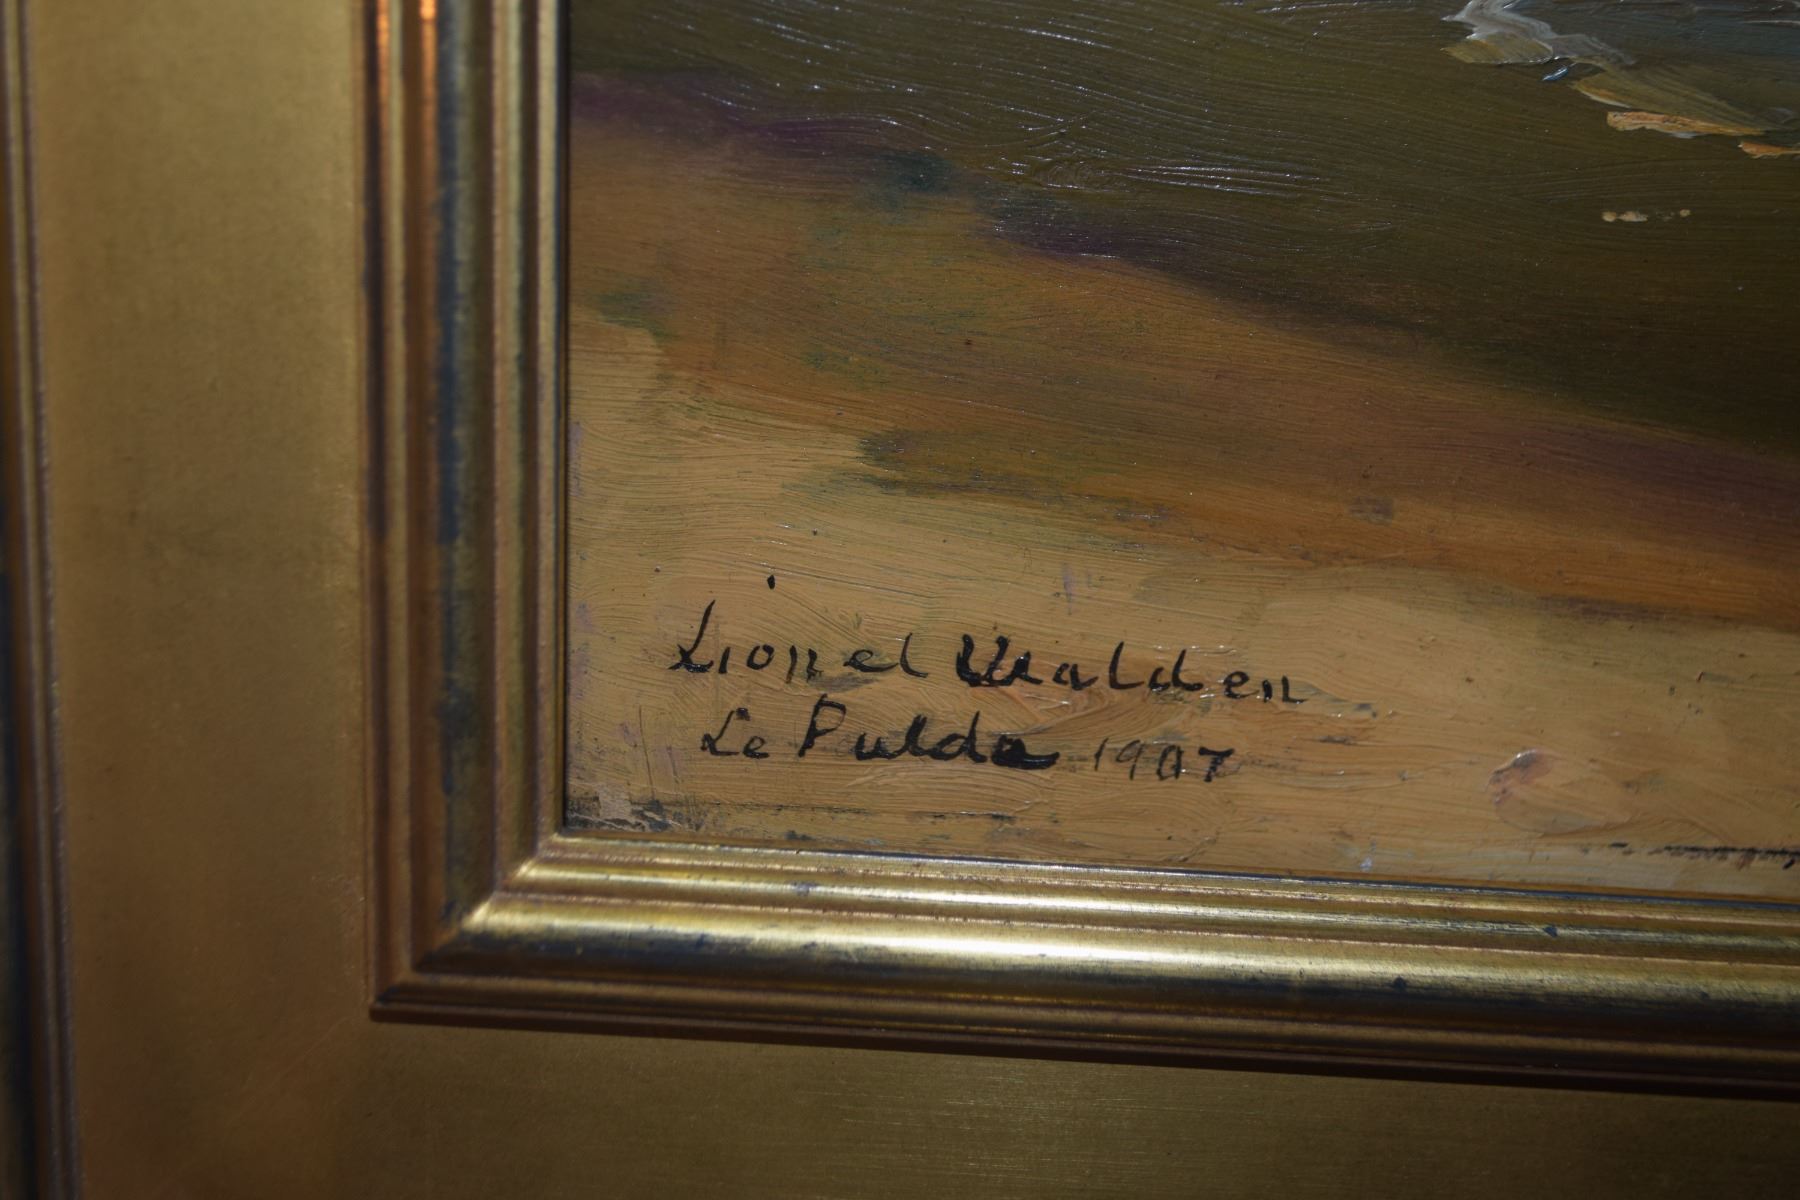 Lionel Walden
Le Pulda 1907